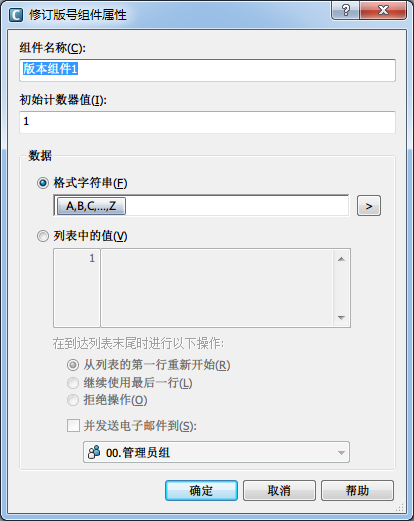 修订版号组件属性
组件名称(C):
版本组件1
初始计数器值(I):
1
数据
格式字符串(F)
A,B,C,...,Z
>
列表中的值(V)
1
在到达列表末尾时进行以下操作:
从列表的第一行重新开始(R)
继续使用最后一行(L)
拒绝操作(O)
并发送电子邮件到(S):
00.管理员组
确定 取消 帮助